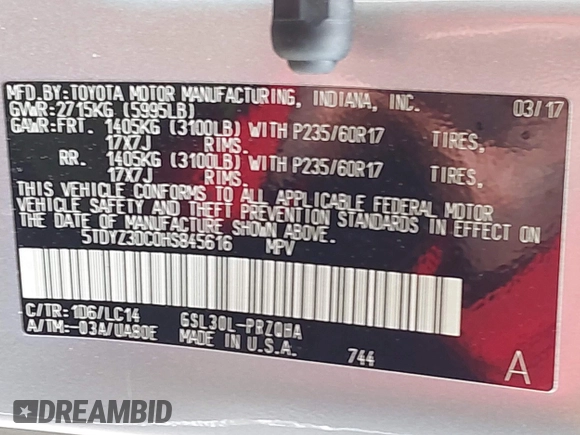 MFD.BY:TOYOTA MOTOR MANUFACTURING, INDIANA, INC. 03/17
GVWR:2715KG (5995LB)
GAWR:FRT. 1405KG (3100LB) WITH P235/60R17 TIRES,
17X7J RIMS.
RR. 1405KG (3100LB) WITH P235/60R17 TIRES,
17X7J RIMS.
THIS VEHICLE CONFORMS TO ALL APPLICABLE FEDERAL MOTOR
VEHICLE SAFETY AND THEFT PREVENTION STANDARDS IN EFFECT ON
THE DATE OF MANUFACTURE SHOWN ABOVE.
5TDYZ3DC0HS845616 MPV
C/TR:1D6/LC14 GSL30L-PRZQHA
A/TM:-03A/UA80E MADE IN U.S.A. 744
A
DREAMBID